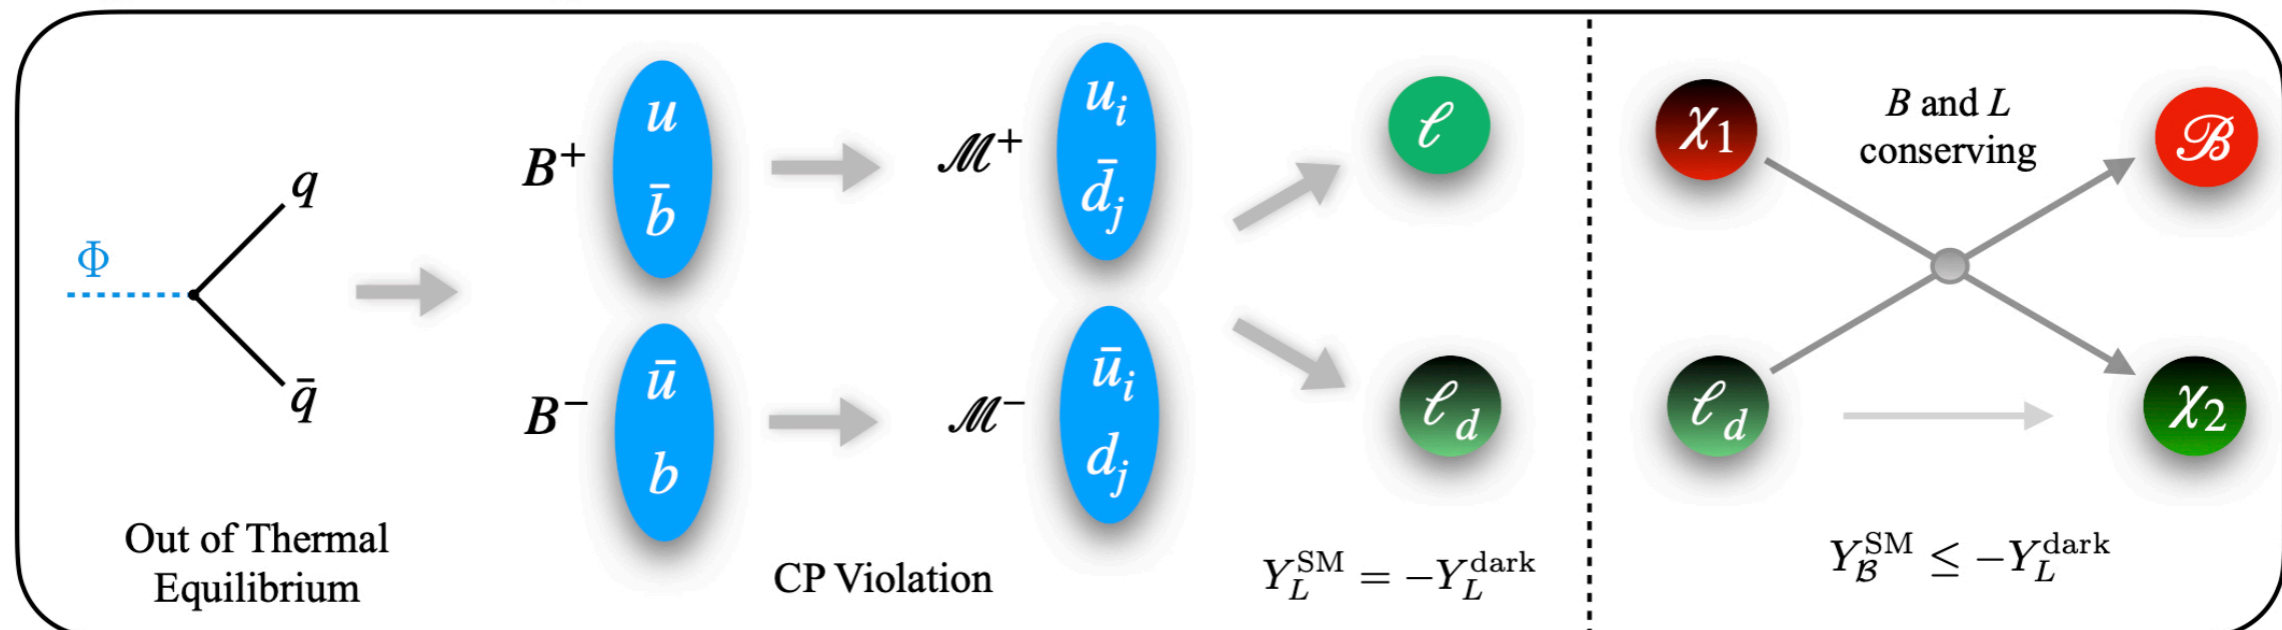 Φ
q
q̄
Out of Thermal
Equilibrium
B⁺
u
b̄
B⁻
ū
b
CP Violation
ℳ⁺
uᵢ
d̄ⱼ
ℳ⁻
ūᵢ
dⱼ
ℓ
ℓ_d
Y_L^SM = −Y_L^dark
χ₁
ℓ_d
B and L
conserving
ℬ
χ₂
Y_ℬ^SM ≤ −Y_L^dark